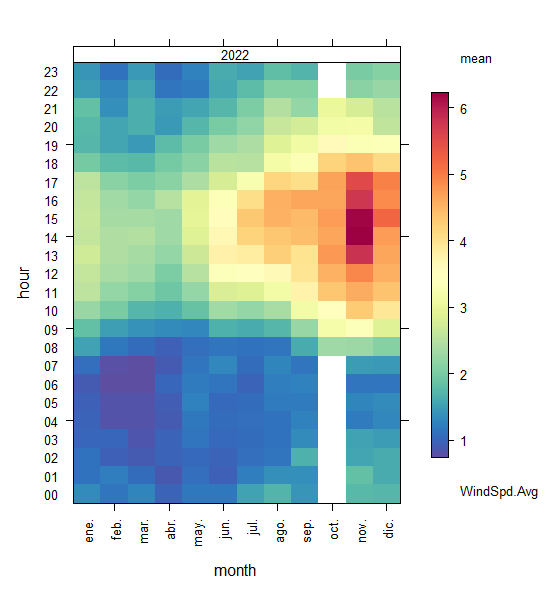 2022
mean
23
22
21
20
19
18
17
16
15
14
13
12
11
10
09
08
07
06
05
04
03
02
01
00
hour
ene.
feb.
mar.
abr.
may.
jun.
jul.
ago.
sep.
oct.
nov.
dic.
month
6
5
4
3
2
1
WindSpd.Avg